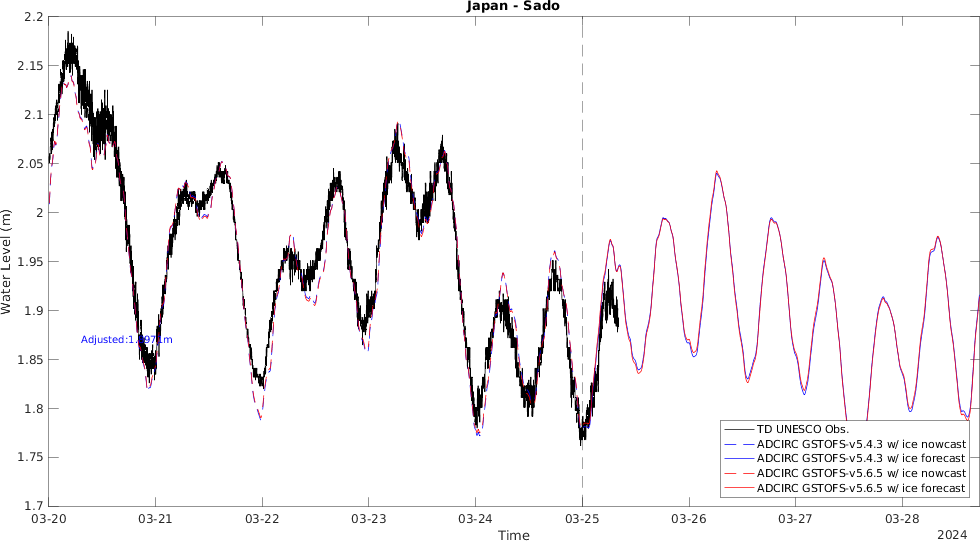 Japan - Sado
2.2
2.15
2.1
2.05
2
1.95
1.9
1.85
1.8
1.75
1.7
Water Level (m)
TD UNESCO Obs.
ADCIRC GSTOFS-v5.4.3 w/ ice nowcast
ADCIRC GSTOFS-v5.4.3 w/ ice forecast
ADCIRC GSTOFS-v5.6.5 w/ ice nowcast
ADCIRC GSTOFS-v5.6.5 w/ ice forecast
03-20 03-21 03-22 03-23 03-24 03-25 03-26 03-27 03-28
Time
2024